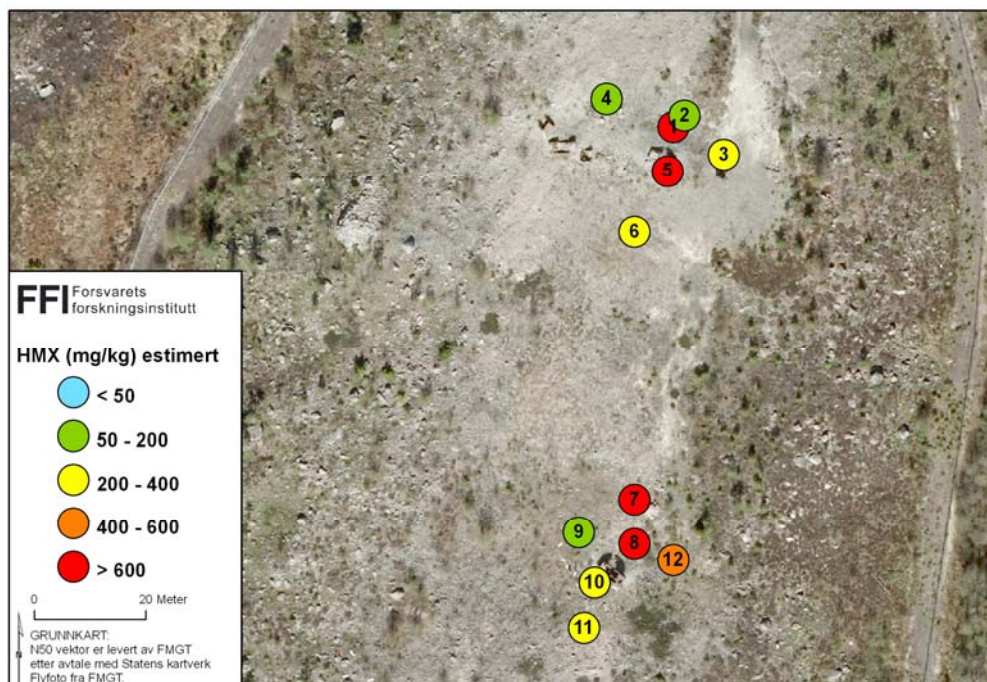 4
2
1
3
5
6
FFI Forsvarets
forskningsinstitutt
HMX (mg/kg) estimert
< 50
50 - 200
200 - 400
400 - 600
> 600
0 20 Meter
N
GRUNNKART:
N50 vektor er levert av FMGT
etter avtale med Statens kartverk
Flyfoto fra FMGT.
7
9
8
12
10
11